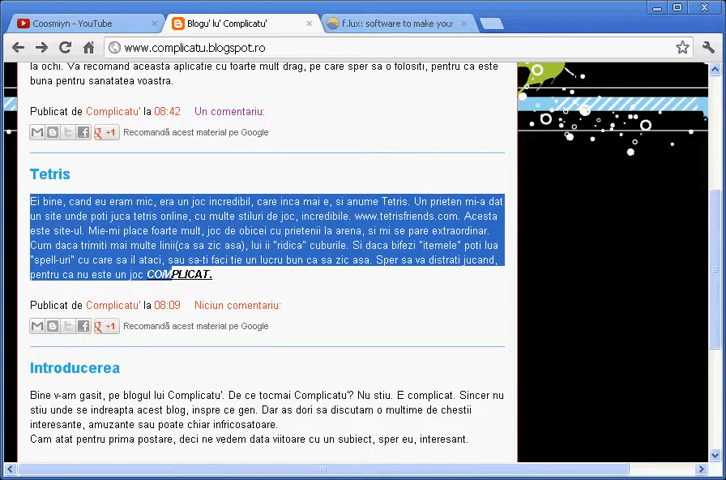 Coosmiyn - YouTube
Blogu' lu' Complicatu'
f.lux: software to make your
www.complicatu.blogspot.ro
la ochi. Va recomand aceasta aplicatie cu foarte mult drag, pe care sper sa o folositi, pentru ca este
buna pentru sanatatea voastra.
Publicat de Complicatu' la 08:42 Un comentariu:
+1 Recomandă acest material pe Google
Tetris
Ei bine, cand eu eram mic, era un joc incredibil, care inca mai e, si anume Tetris. Un prieten mi-a dat
un site unde poti juca tetris online, cu multe stiluri de joc, incredibile. www.tetrisfriends.com. Acesta
este site-ul. Mie-mi place foarte mult, joc de obicei cu prietenii la arena, si mi se pare extraordinar.
Cum daca trimiti mai multe linii(ca sa zic asa), lui ii "ridica" cuburile. Si daca bifezi "itemele" poti lua
"spell-uri" cu care sa il ataci, sau sa-ti faci tie un lucru bun ca sa zic asa. Sper sa va distrati jucand,
pentru ca nu este un joc COMPLICAT.
Publicat de Complicatu' la 08:09 Niciun comentariu:
+1 Recomandă acest material pe Google
Introducerea
Bine v-am gasit, pe blogul lui Complicatu'. De ce tocmai Complicatu'? Nu stiu. E complicat. Sincer nu
stiu unde se indreapta acest blog, inspre ce gen. Dar as dori sa discutam o multime de chestii
interesante, amuzante sau poate chiar infricosatoare.
Cam atat pentru prima postare, deci ne vedem data viitoare cu un subiect, sper eu, interesant.